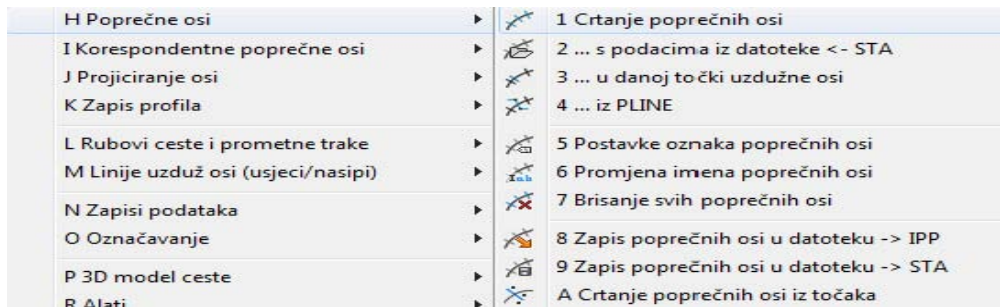 H Poprečne osi
I Korespondentne poprečne osi
J Projiciranje osi
K Zapis profila
L Rubovi ceste i prometne trake
M Linije uzduž osi (usjeci/nasipi)
N Zapisi podataka
O Označavanje
P 3D model ceste
R Alati
1 Crtanje poprečnih osi
2 ... s podacima iz datoteke <- STA
3 ... u danoj točki uzdužne osi
4 ... iz PLINE
5 Postavke oznaka poprečnih osi
6 Promjena imena poprečnih osi
7 Brisanje svih poprečnih osi
8 Zapis poprečnih osi u datoteku -> IPP
9 Zapis poprečnih osi u datoteku -> STA
A Crtanje poprečnih osi iz točaka